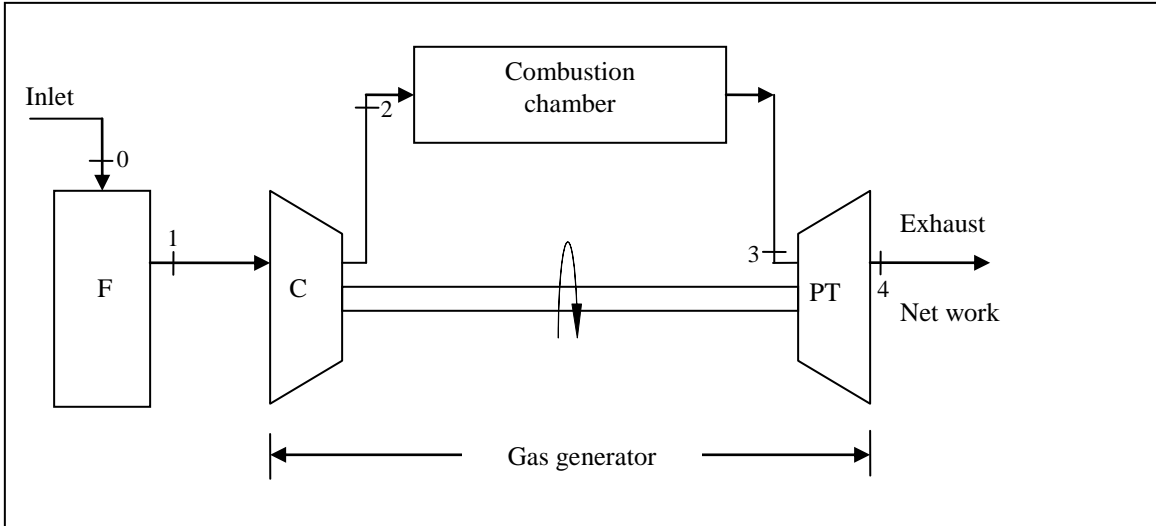 Inlet
0
F
1
C
2
Combustion
chamber
3
PT
4
Exhaust
Net work
Gas generator